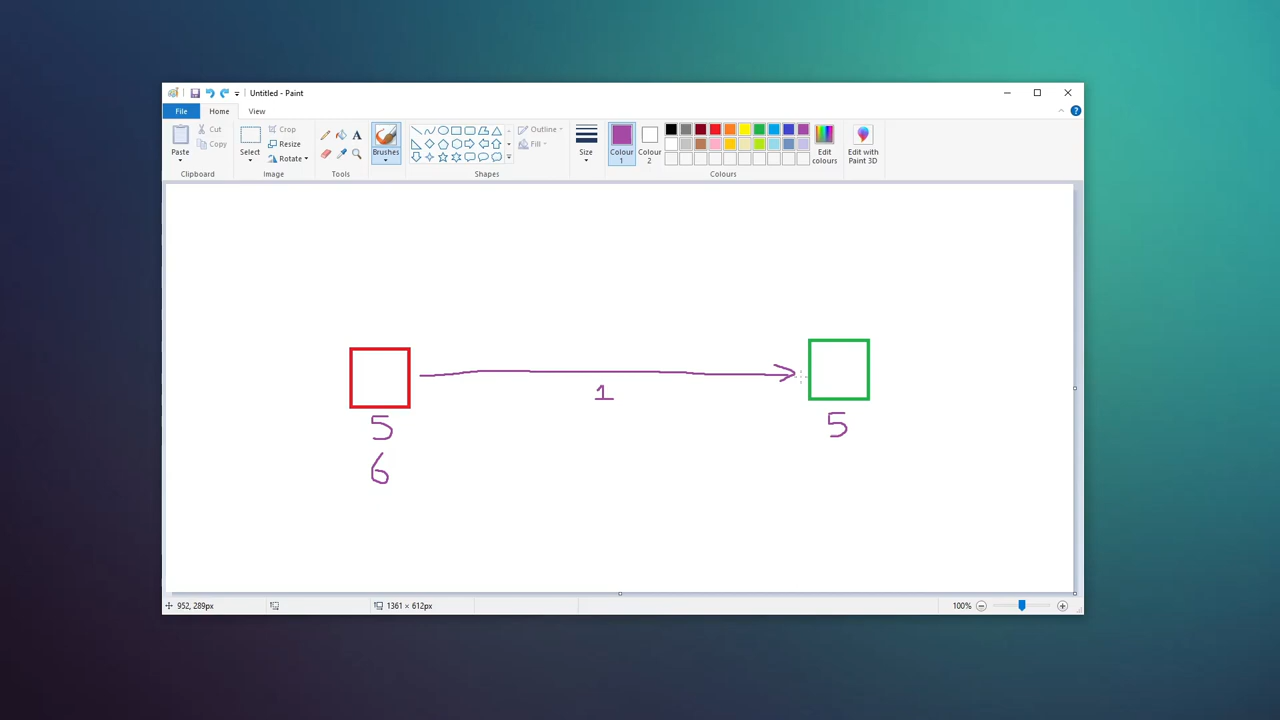 Untitled - Paint
File
Home
View
Paste
Cut
Copy
Clipboard
Select
Crop
Resize
Rotate
Image
Tools
Brushes
Shapes
Outline
Fill
Size
Colour 1
Colour 2
Colours
Edit colours
Edit with Paint 3D
1
5
6
5
952, 289px
1361 × 612px
100%